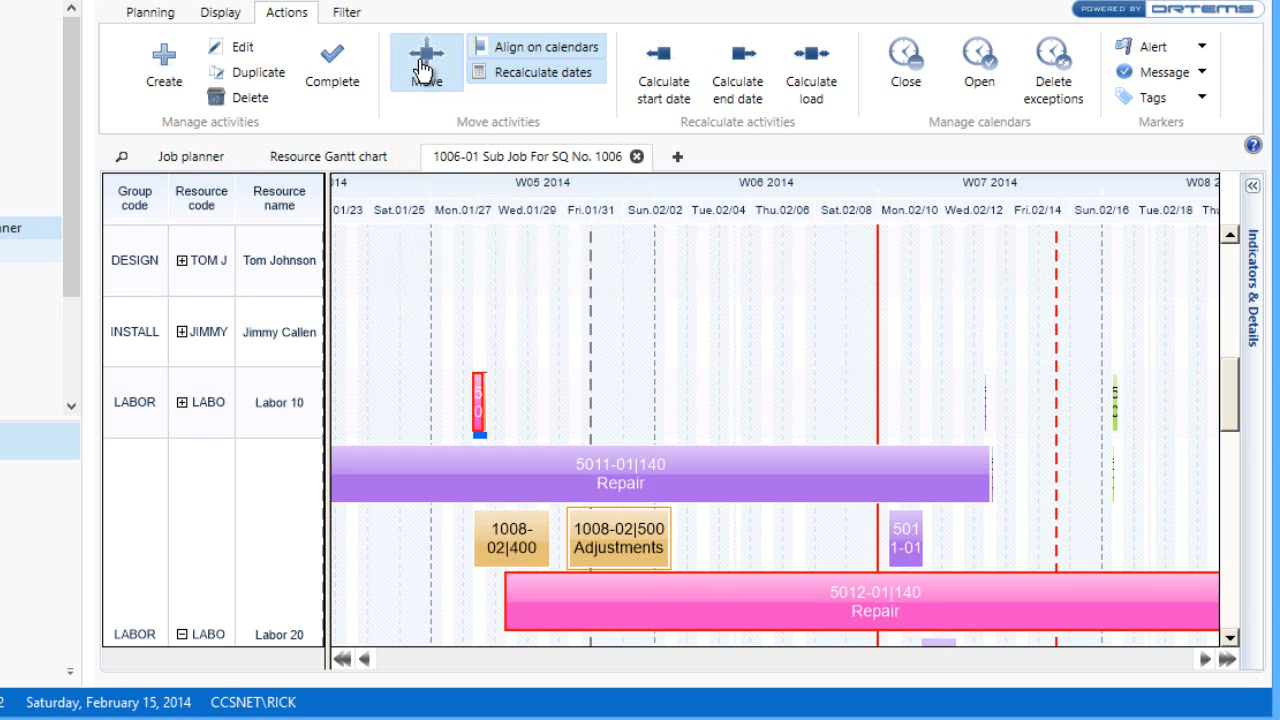 Planning Display Actions Filter
POWERED BY ORTEMS
Create
Edit
Duplicate
Delete
Complete
Manage activities
Move
Align on calendars
Recalculate dates
Move activities
Calculate
start date
Calculate
end date
Calculate
load
Recalculate activities
Close
Open
Delete
exceptions
Manage calendars
Alert
Message
Tags
Markers
Job planner Resource Gantt chart 1006-01 Sub Job For SQ No. 1006
Group
code
Resource
code
Resource
name
W05 2014 W06 2014 W07 2014 W08 2
01/23 Sat.01/25 Mon.01/27 Wed.01/29 Fri.01/31 Sun.02/02 Tue.02/04 Thu.02/06 Sat.02/08 Mon.02/10 Wed.02/12 Fri.02/14 Sun.02/16 Tue.02/18
DESIGN TOM J Tom Johnson
INSTALL JIMMY Jimmy Callen
LABOR LABO Labor 10
5
0
5011-01|140
Repair
1008-
02|400
1008-02|500
Adjustments
501
1-01
5012-01|140
Repair
LABOR LABO Labor 20
Indicators & Details
Saturday, February 15, 2014 CCSNET\RICK